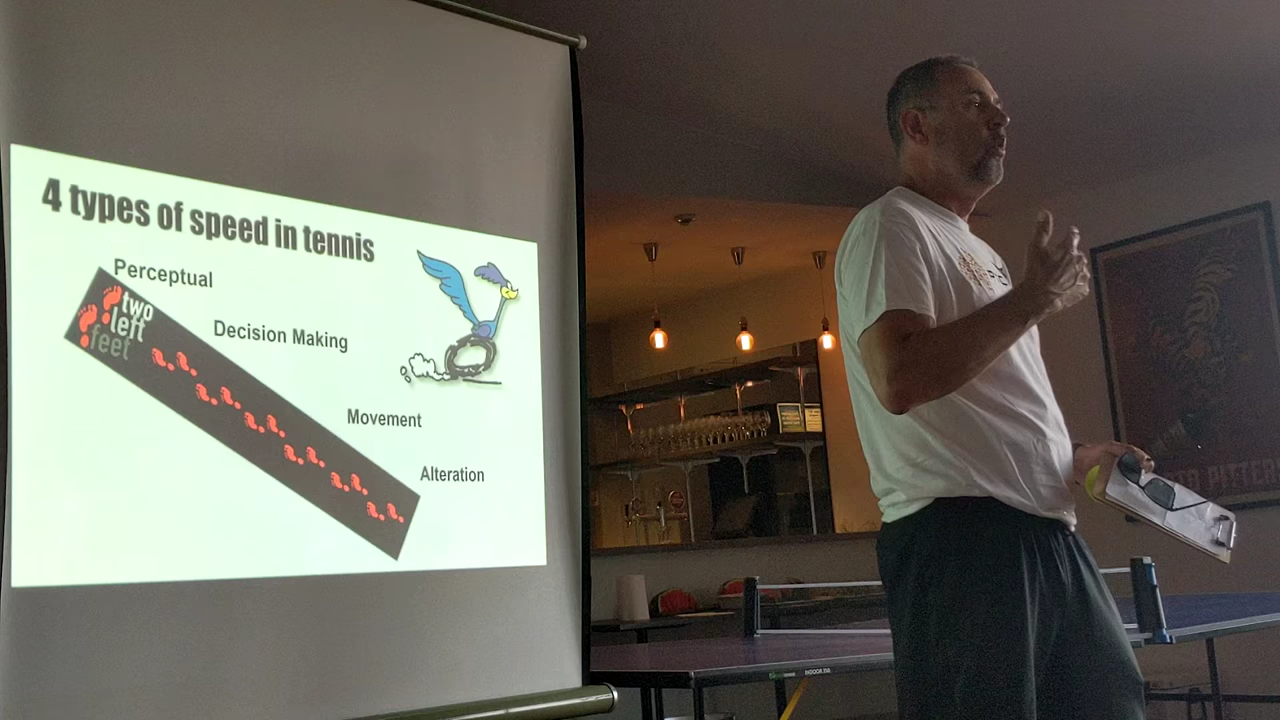 4 types of speed in tennis
Perceptual
two
left
feet
Decision Making
Movement
Alteration